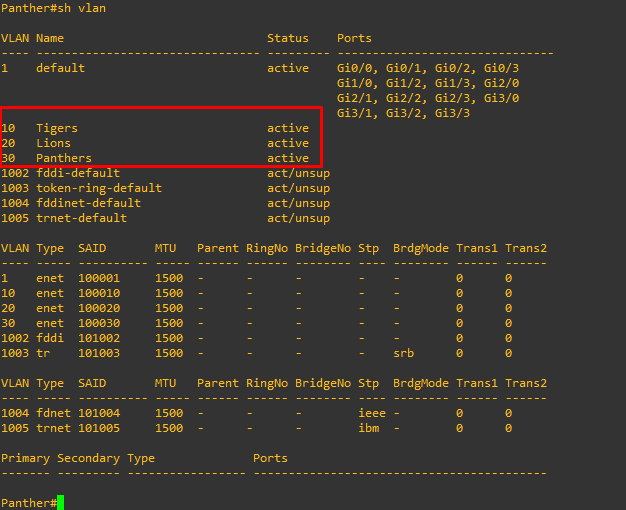 Panther#sh vlan
VLAN Name                             Status    Ports
---- -------------------------------- --------- -------------------------------
1    default                          active    Gi0/0, Gi0/1, Gi0/2, Gi0/3
                                                Gi1/0, Gi1/1, Gi1/2, Gi1/3, Gi2/0
                                                Gi2/1, Gi2/2, Gi2/3, Gi3/0
                                                Gi3/1, Gi3/2, Gi3/3
10   Tigers                           active
20   Lions                            active
30   Panthers                         active
1002 fddi-default                     act/unsup
1003 token-ring-default               act/unsup
1004 fddinet-default                  act/unsup
1005 trnet-default                    act/unsup
VLAN Type  SAID       MTU   Parent RingNo BridgeNo Stp  BrdgMode Trans1 Trans2
---- ----- ---------- ----- ------ ------ -------- ---- -------- ------ ------
1    enet  100001     1500  -      -      -        -    -        0      0
10   enet  100010     1500  -      -      -        -    -        0      0
20   enet  100020     1500  -      -      -        -    -        0      0
30   enet  100030     1500  -      -      -        -    -        0      0
1002 fddi  101002     1500  -      -      -        -    -        0      0
1003 tr    101003     1500  -      -      -        -    srb      0      0
VLAN Type  SAID       MTU   Parent RingNo BridgeNo Stp  BrdgMode Trans1 Trans2
---- ----- ---------- ----- ------ ------ -------- ---- -------- ------ ------
1004 fdnet 101004     1500  -      -      -        ieee -        0      0
1005 trnet 101005     1500  -      -      -        ibm  -        0      0
Primary Secondary Type              Ports
------- --------- ----------------- ------------------------------------------
Panther#